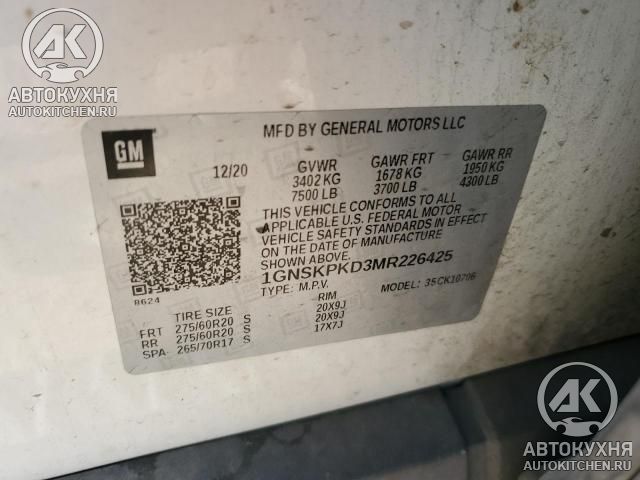 АК
АВТОКУХНЯ
AUTOKITCHEN.RU
GM
MFD BY GENERAL MOTORS LLC
12/20
GVWR GAWR FRT GAWR RR
3402 KG 1678 KG 1950 KG
7500 LB 3700 LB 4300 LB
THIS VEHICLE CONFORMS TO ALL
APPLICABLE U.S. FEDERAL MOTOR
VEHICLE SAFETY STANDARDS IN EFFECT
ON THE DATE OF MANUFACTURE
SHOWN ABOVE.
1GNSKPKD3MR226425
TYPE: M.P.V. MODEL: 35CK10706
8624
TIRE SIZE RIM
FRT 275/60R20 S 20X9J
RR 275/60R20 S 20X9J
SPA 265/70R17 S 17X7J
АК
АВТОКУХНЯ
AUTOKITCHEN.RU